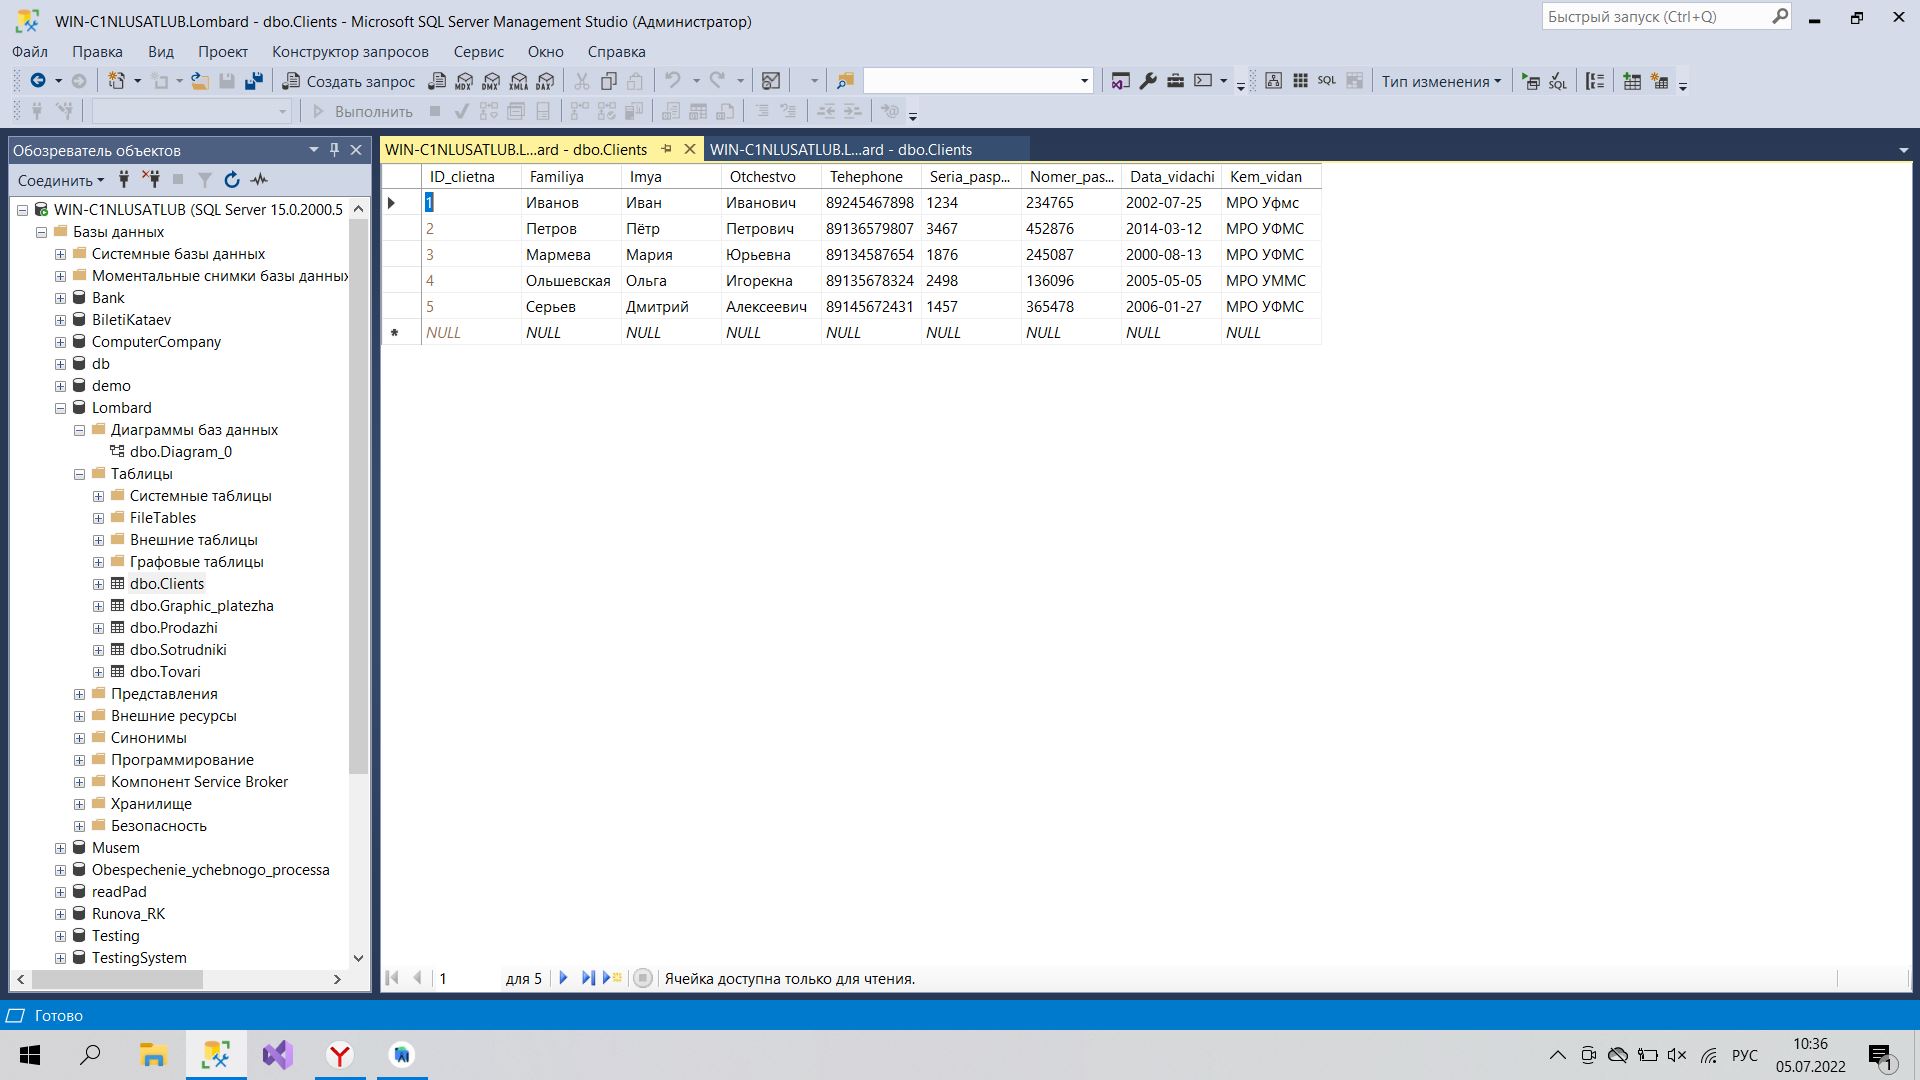 WIN-C1NLUSATLUB.Lombard - dbo.Clients - Microsoft SQL Server Management Studio (Администратор)
Быстрый запуск (Ctrl+Q)
Файл Правка Вид Проект Конструктор запросов Сервис Окно Справка
Создать запрос MDX DMX XMLA DAX SQL Тип изменения
Выполнить
Обозреватель объектов
WIN-C1NLUSATLUB.L...ard - dbo.Clients WIN-C1NLUSATLUB.L...ard - dbo.Clients
Соединить
WIN-C1NLUSATLUB (SQL Server 15.0.2000.5
Базы данных
Системные базы данных
Моментальные снимки базы данных
Bank
BiletiKataev
ComputerCompany
db
demo
Lombard
Диаграммы баз данных
dbo.Diagram_0
Таблицы
Системные таблицы
FileTables
Внешние таблицы
Графовые таблицы
dbo.Clients
dbo.Graphic_platezha
dbo.Prodazhi
dbo.Sotrudniki
dbo.Tovari
Представления
Внешние ресурсы
Синонимы
Программирование
Компонент Service Broker
Хранилище
Безопасность
Musem
Obespechenie_ychebnogo_processa
readPad
Runova_RK
Testing
TestingSystem
ID_clietna Familiya Imya Otchestvo Tehephone Seria_pasp... Nomer_pas... Data_vidachi Kem_vidan
1 Иванов Иван Иванович 89245467898 1234 234765 2002-07-25 МРО Уфмс
2 Петров Пётр Петрович 89136579807 3467 452876 2014-03-12 МРО УФМС
3 Мармева Мария Юрьевна 89134587654 1876 245087 2000-08-13 МРО УФМС
4 Ольшевская Ольга Игорекна 89135678324 2498 136096 2005-05-05 МРО УММС
5 Серьев Дмитрий Алексеевич 89145672431 1457 365478 2006-01-27 МРО УФМС
NULL NULL NULL NULL NULL NULL NULL NULL NULL
1 для 5 Ячейка доступна только для чтения.
Готово
РУС
10:36
05.07.2022
1